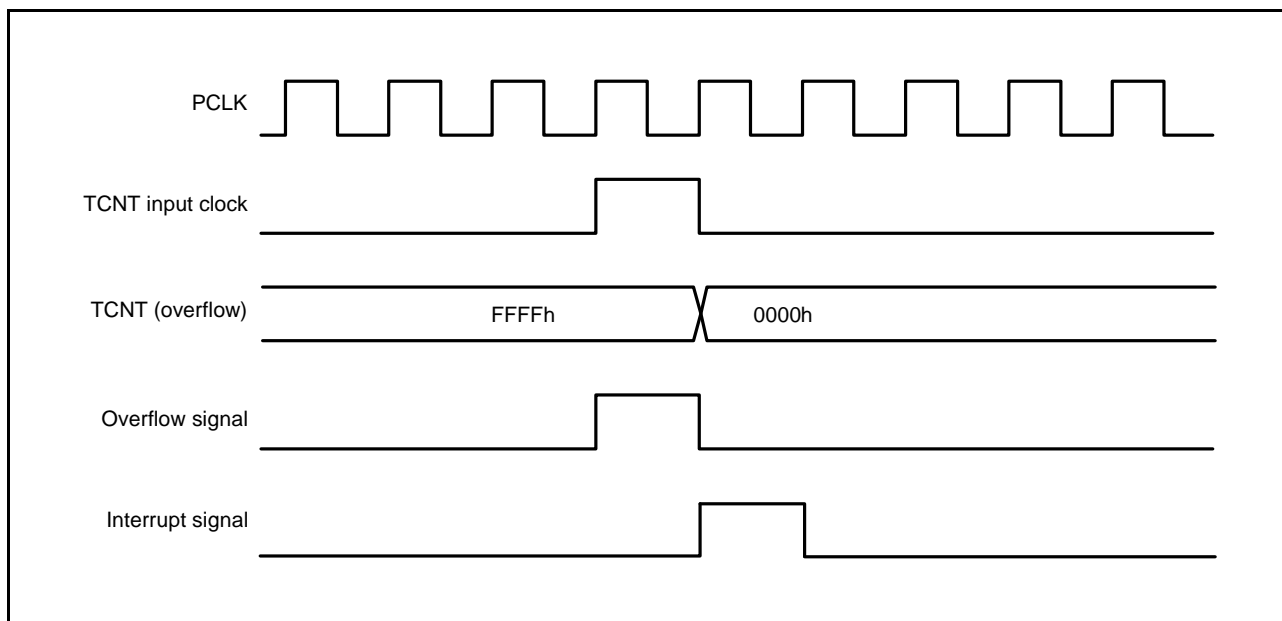 PCLK
TCNT input clock
TCNT (overflow)
FFFFh 0000h
Overflow signal
Interrupt signal